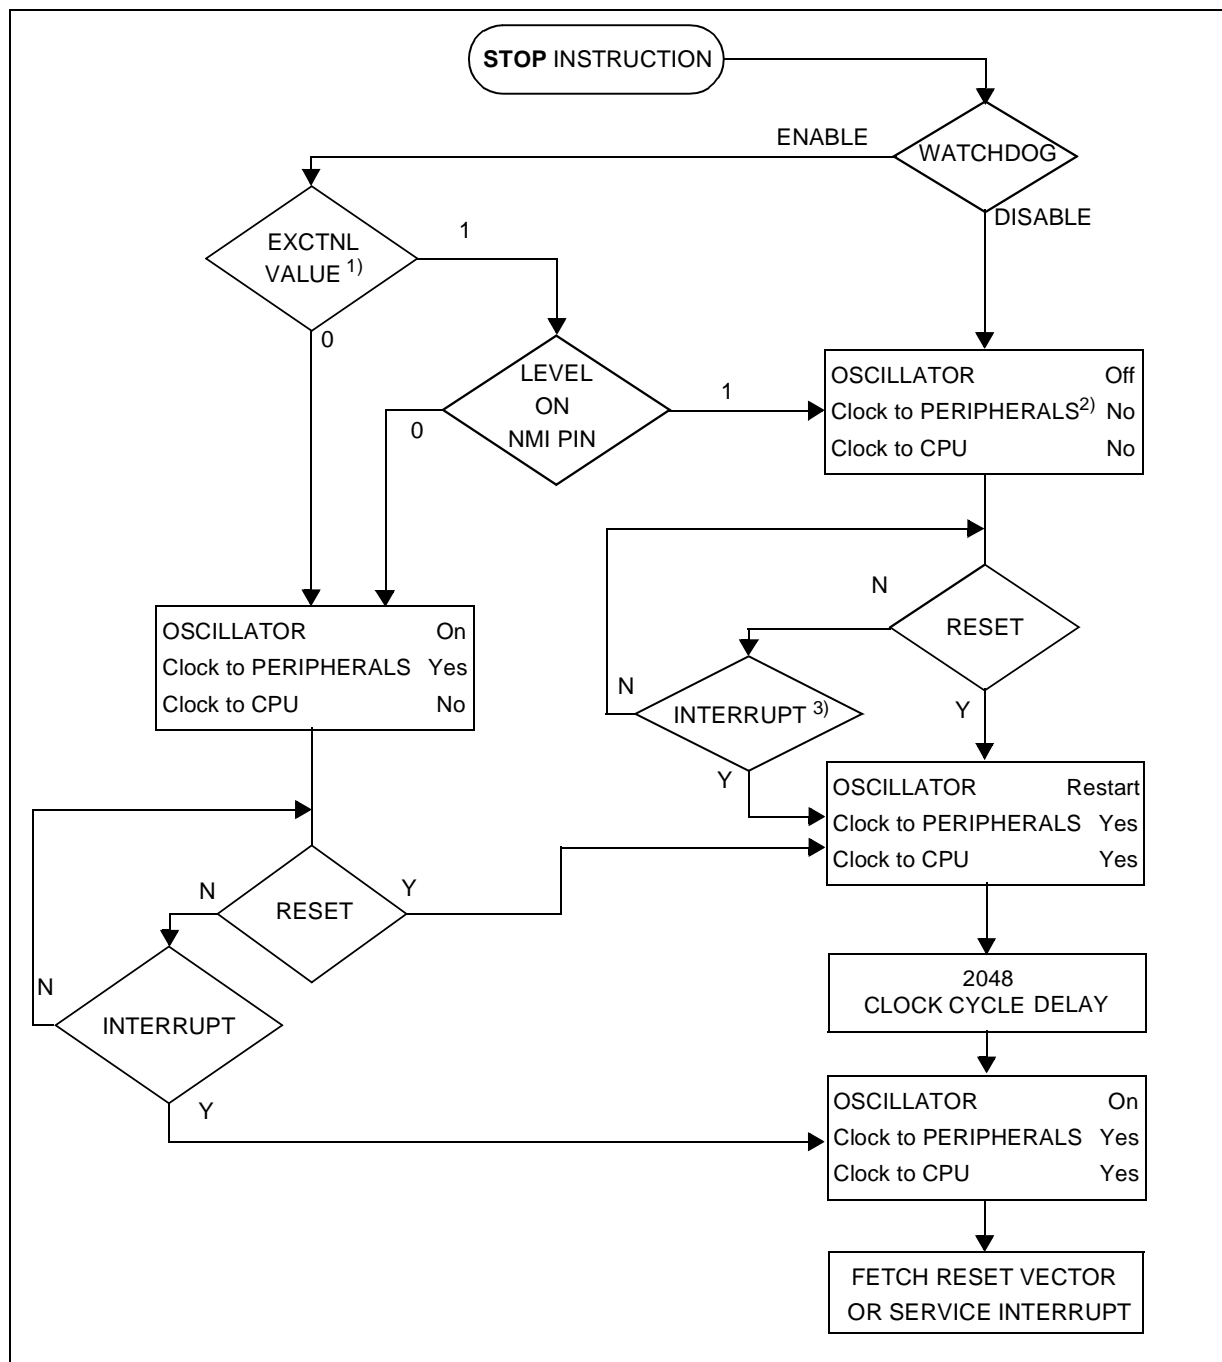 STOP INSTRUCTION
WATCHDOG
ENABLE
DISABLE
EXCTNL
VALUE 1)
1
0
LEVEL
ON
NMI PIN
1
0
OSCILLATOR Off
Clock to PERIPHERALS2) No
Clock to CPU No
OSCILLATOR On
Clock to PERIPHERALS Yes
Clock to CPU No
N
RESET
Y
N
INTERRUPT 3)
Y
OSCILLATOR Restart
Clock to PERIPHERALS Yes
Clock to CPU Yes
N
RESET
Y
N
INTERRUPT
Y
2048
CLOCK CYCLE DELAY
OSCILLATOR On
Clock to PERIPHERALS Yes
Clock to CPU Yes
FETCH RESET VECTOR
OR SERVICE INTERRUPT